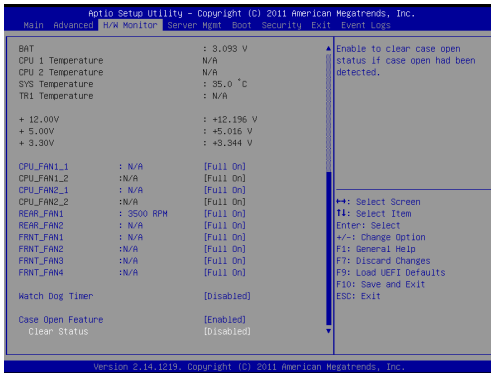 Aptio Setup Utility – Copyright (C) 2011 American Megatrends, Inc.
Main Advanced H/W Monitor Server Mgmt Boot Security Exit Event Logs
BAT : 3.093 V
CPU 1 Temperature N/A
CPU 2 Temperature N/A
SYS Temperature : 35.0 °C
TR1 Temperature : N/A
+ 12.00V : +12.196 V
+ 5.00V : +5.016 V
+ 3.30V : +3.344 V
CPU_FAN1_1 : N/A [Full On]
CPU_FAN1_2 :N/A [Full On]
CPU_FAN2_1 : N/A [Full On]
CPU_FAN2_2 :N/A [Full On]
REAR_FAN1 : 3500 RPM [Full On]
REAR_FAN2 : N/A [Full On]
FRNT_FAN1 : N/A [Full On]
FRNT_FAN2 :N/A [Full On]
FRNT_FAN3 :N/A [Full On]
FRNT_FAN4 :N/A [Full On]
Watch Dog Timer [Disabled]
Case Open Feature [Enabled]
Clear Status [Disabled]
Enable to clear case open
status if case open had been
detected.
↔: Select Screen
↑↓: Select Item
Enter: Select
+/-: Change Option
F1: General Help
F7: Discard Changes
F9: Load UEFI Defaults
F10: Save and Exit
ESC: Exit
Version 2.14.1219. Copyright (C) 2011 American Megatrends, Inc.